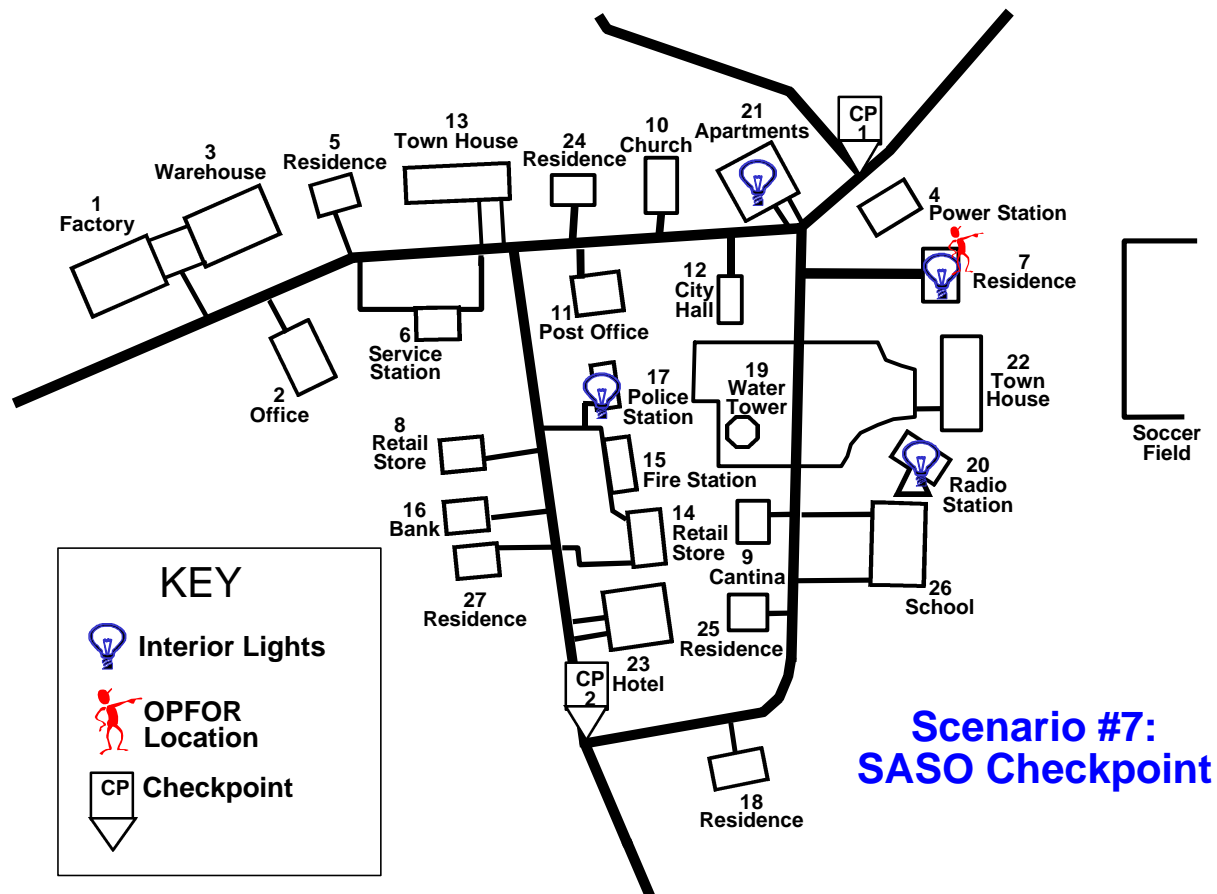 CP
1
21
Apartments
13
Town House
10
Church
24
Residence
5
Residence
3
Warehouse
1
Factory
4
Power Station
7
Residence
12
City
Hall
11
Post Office
6
Service
Station
2
Office
17
Police
Station
19
Water
Tower
22
Town
House
Soccer
Field
8
Retail
Store
15
Fire Station
20
Radio
Station
16
Bank
14
Retail
Store
9
Cantina
26
School
27
Residence
25
Residence
23
Hotel
CP
2
18
Residence
KEY
Interior Lights
OPFOR
Location
CP
Checkpoint
Scenario #7:
SASO Checkpoint